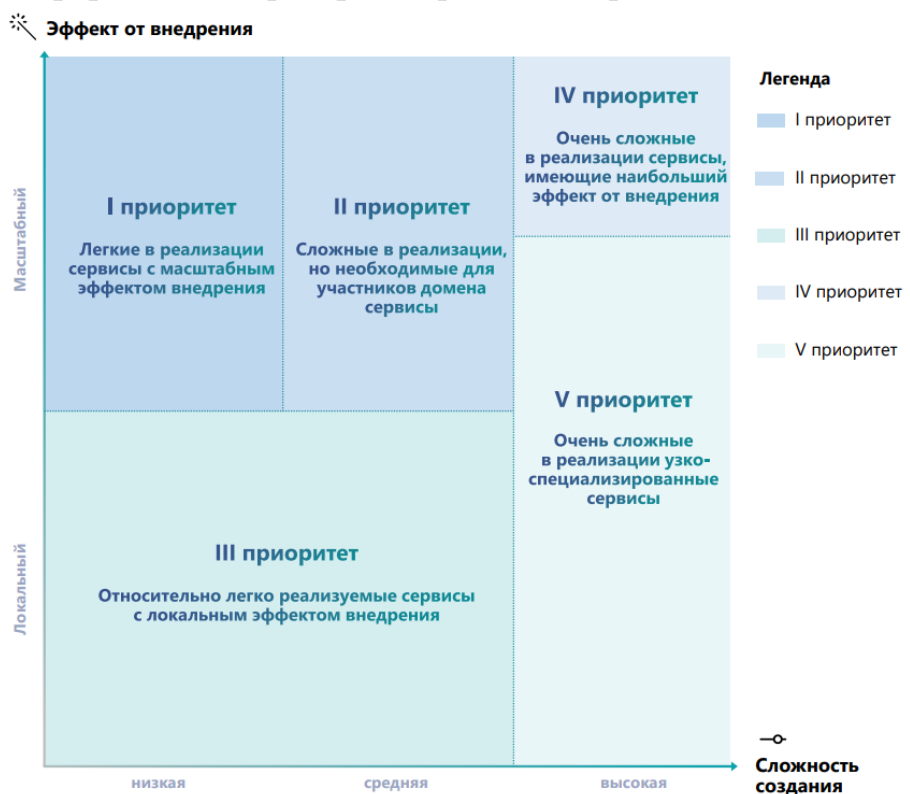 Эффект от внедрения
Масштабный
Локальный
I приоритет
Легкие в реализации
сервисы с масштабным
эффектом внедрения
II приоритет
Сложные в реализации,
но необходимые для
участников домена
сервисы
IV приоритет
Очень сложные
в реализации сервисы,
имеющие наибольший
эффект от внедрения
V приоритет
Очень сложные
в реализации узко-
специализированные
сервисы
III приоритет
Относительно легко реализуемые сервисы
с локальным эффектом внедрения
низкая
средняя
высокая
Сложность
создания
Легенда
I приоритет
II приоритет
III приоритет
IV приоритет
V приоритет